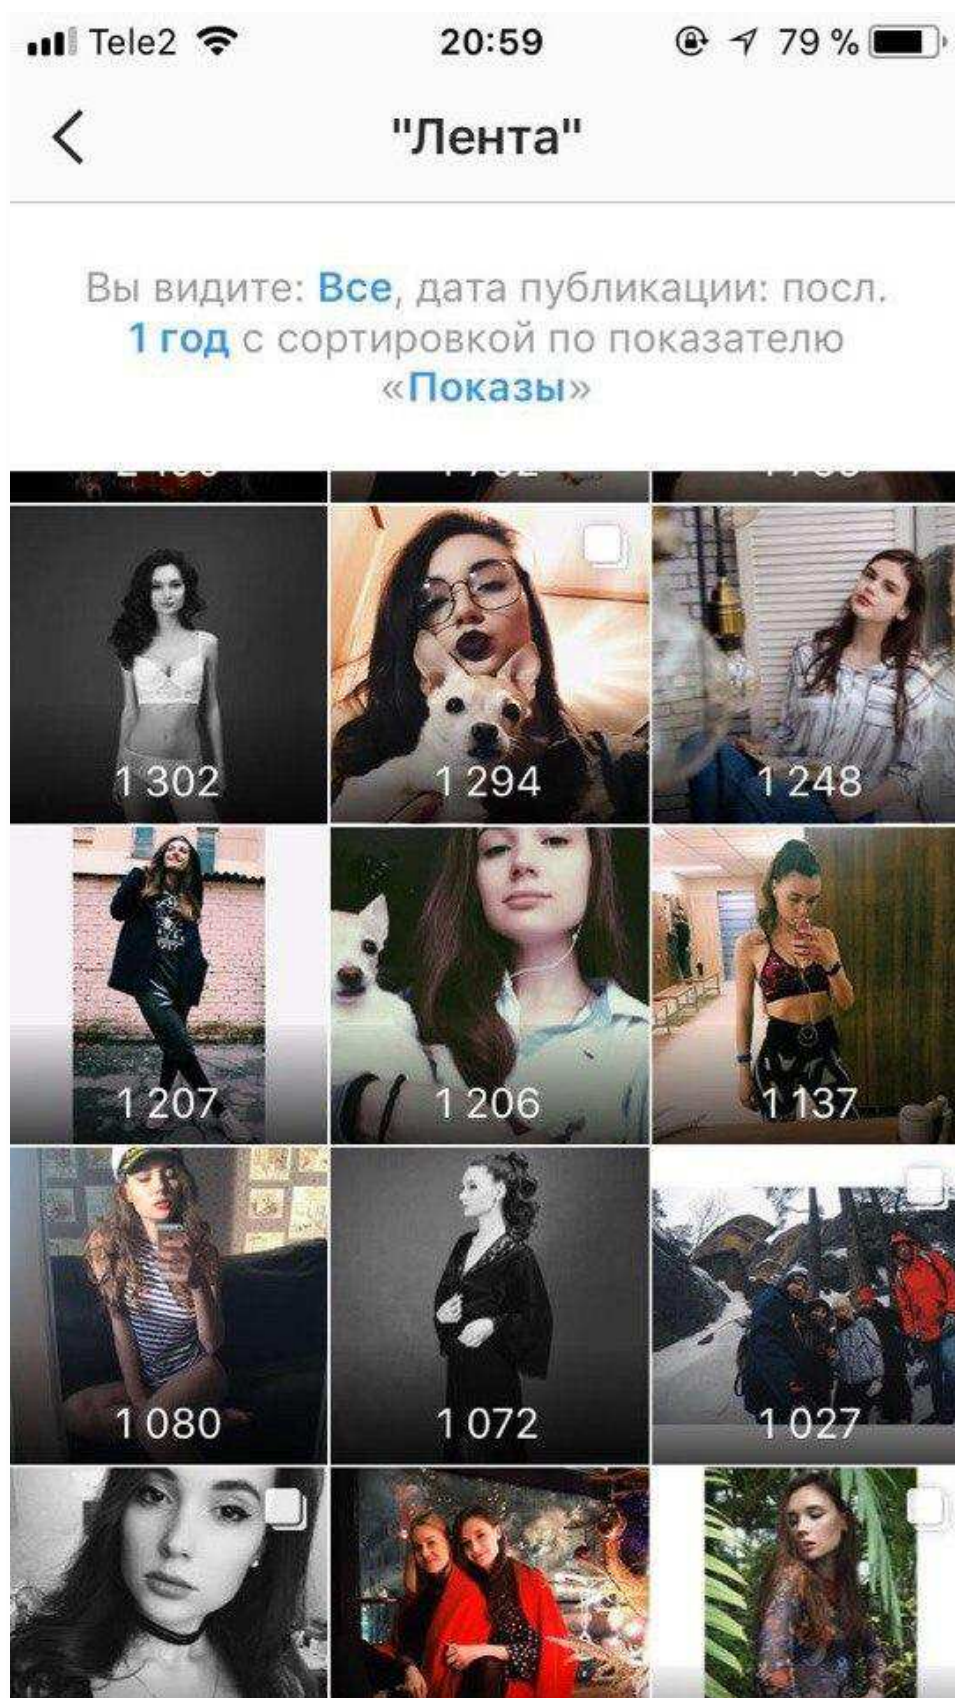 Tele2 20:59 79 %
"Лента"
Вы видите: Все, дата публикации: посл.
1 год с сортировкой по показателю
«Показы»
1 302 1 294 1 248
1 207 1 206 1 137
1 080 1 072 1 027